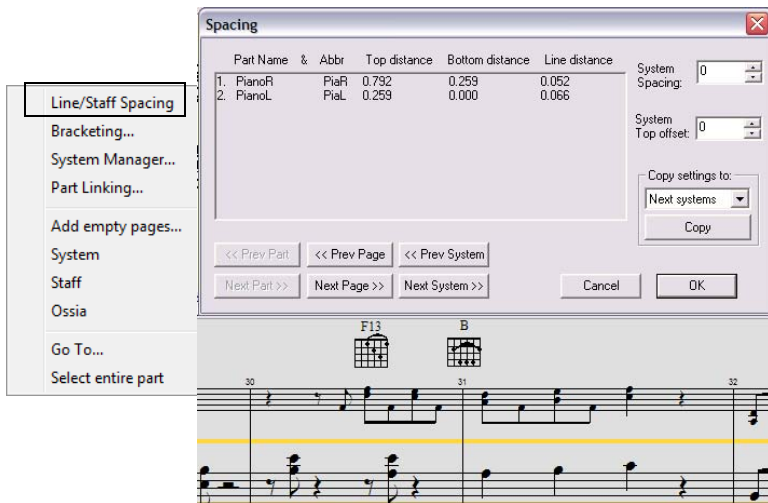 Line/Staff Spacing
Bracketing...
System Manager...
Part Linking...
Add empty pages...
System
Staff
Ossia
Go To...
Select entire part
Spacing
Part Name & Abbr Top distance Bottom distance Line distance
1. PianoR PiaR 0.792 0.259 0.052
2. PianoL PiaL 0.259 0.000 0.066
System Spacing: 0
System Top offset: 0
Copy settings to:
Next systems
Copy
<< Prev Part << Prev Page << Prev System
Next Part >> Next Page >> Next System >> Cancel OK
F13 B
30 31 32